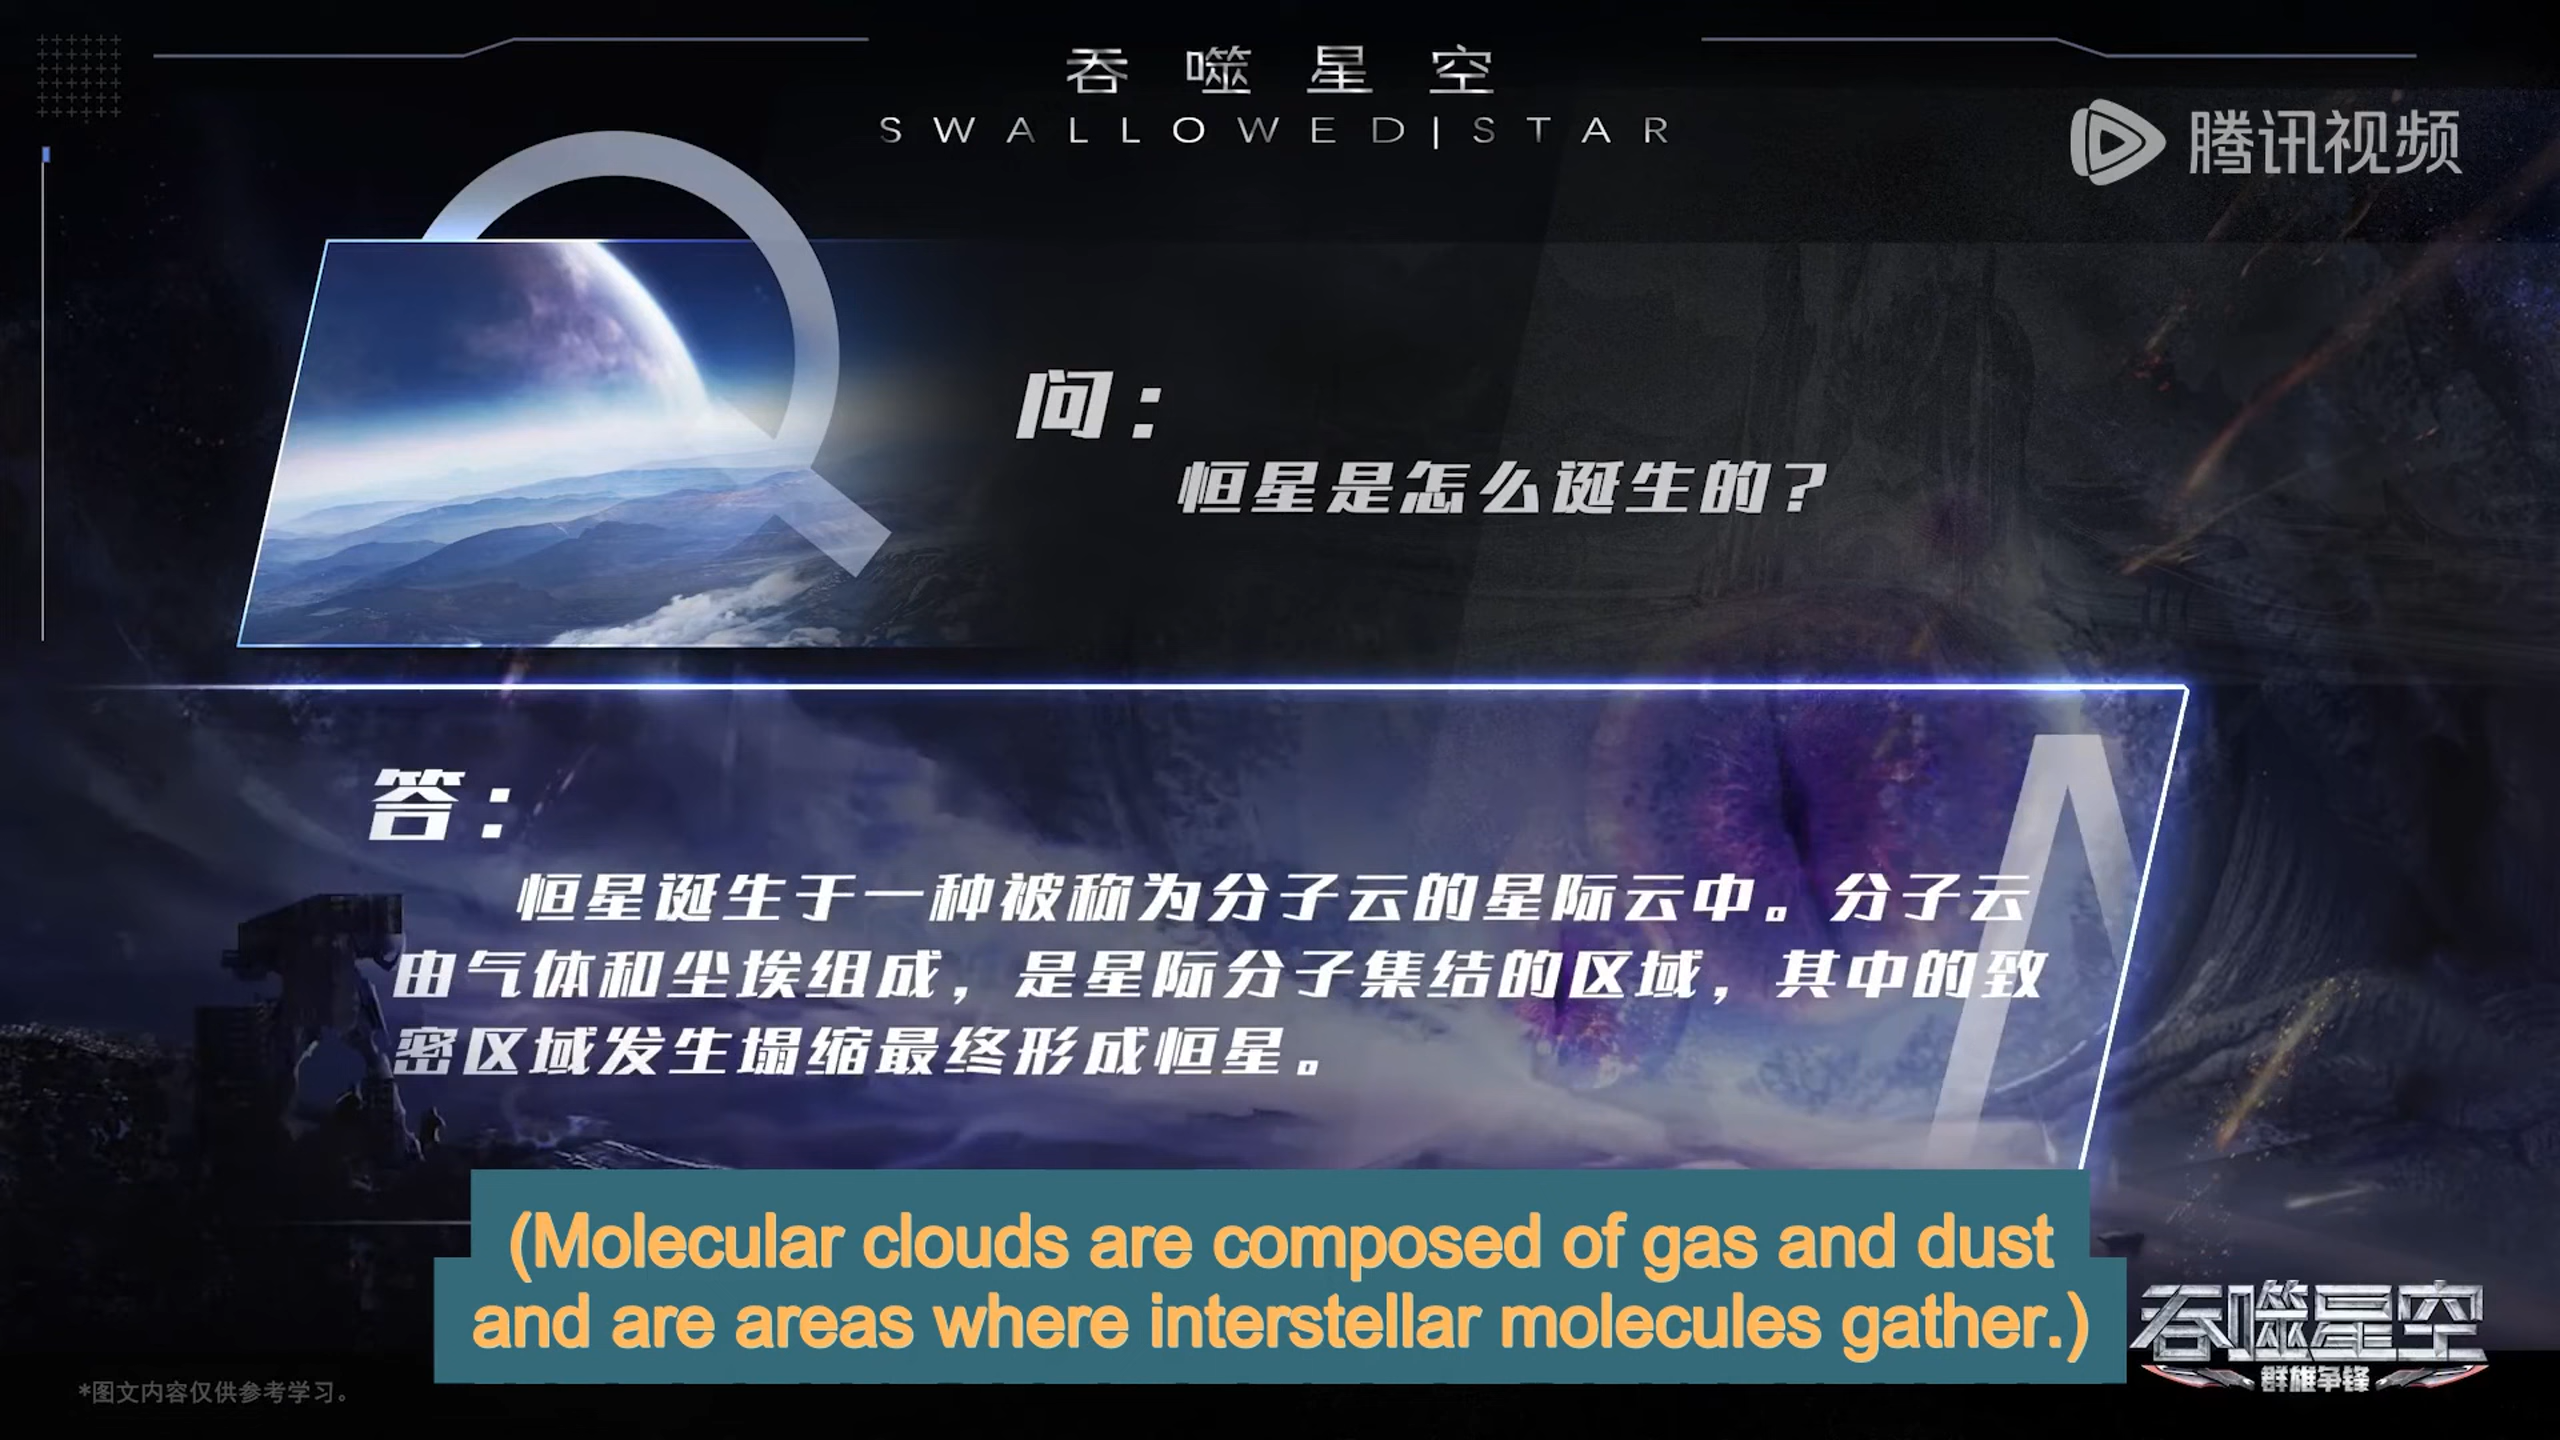 吞噬星空
SWALLOWED|STAR
腾讯视频
问：
恒星是怎么诞生的？
答：
恒星诞生于一种被称为分子云的星际云中。分子云
由气体和尘埃组成，是星际分子集结的区域，其中的致
密区域发生塌缩最终形成恒星。
(Molecular clouds are composed of gas and dust
and are areas where interstellar molecules gather.)
吞噬星空
群雄争锋
*图文内容仅供参考学习。